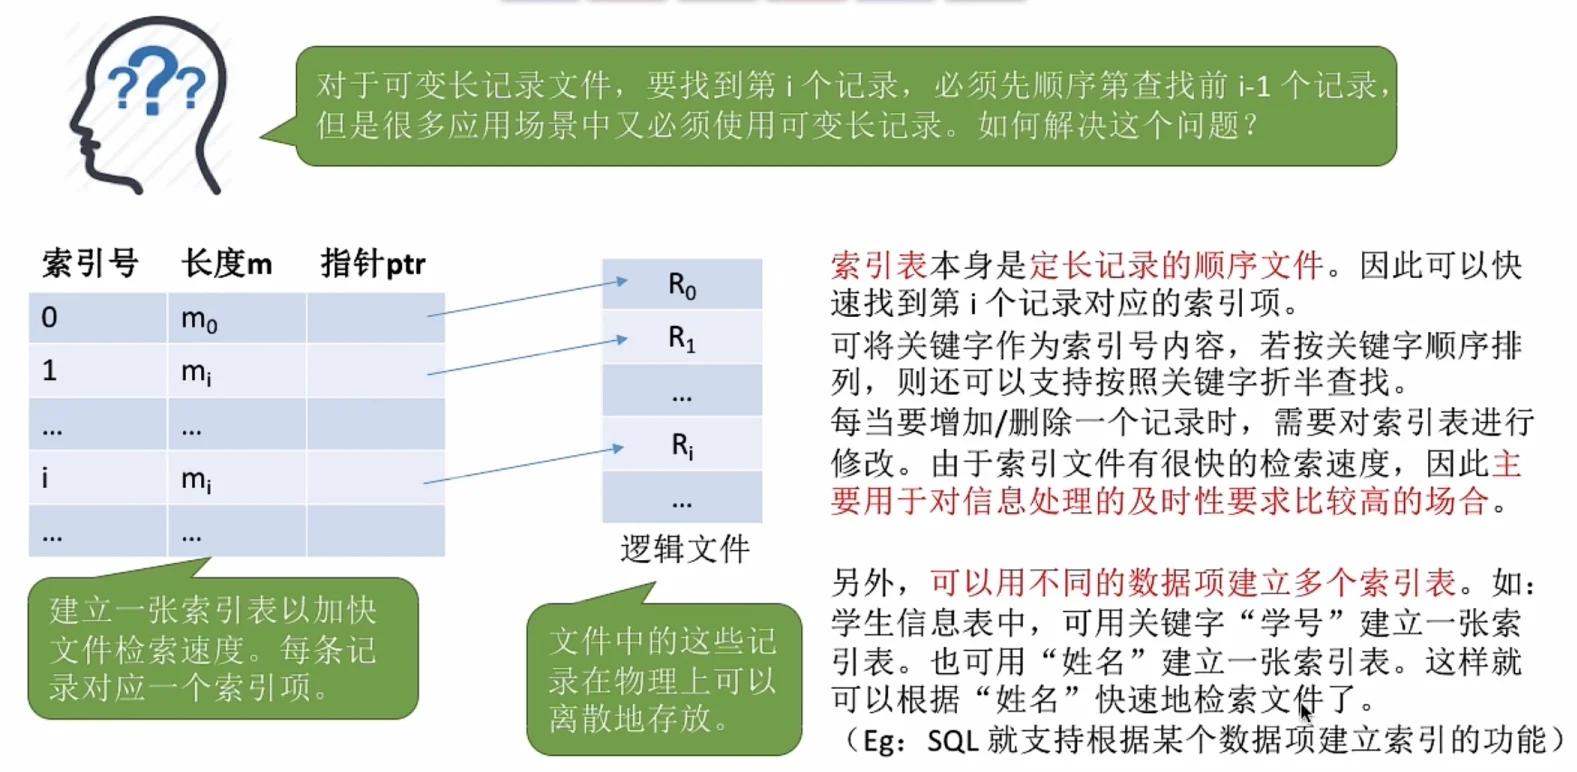 ???
对于可变长记录文件，要找到第 i 个记录，必须先顺序第查找前 i-1 个记录，
但是很多应用场景中又必须使用可变长记录。如何解决这个问题？
索引号 长度m 指针ptr
0 m0
1 mi
... ...
i mi
... ...
R0
R1
...
Ri
...
逻辑文件
建立一张索引表以加快
文件检索速度。每条记
录对应一个索引项。
文件中的这些记
录在物理上可以
离散地存放。
索引表本身是定长记录的顺序文件。因此可以快
速找到第 i 个记录对应的索引项。
可将关键字作为索引号内容，若按关键字顺序排
列，则还可以支持按照关键字折半查找。
每当要增加/删除一个记录时，需要对索引表进行
修改。由于索引文件有很快的检索速度，因此主
要用于对信息处理的及时性要求比较高的场合。
另外，可以用不同的数据项建立多个索引表。如：
学生信息表中，可用关键字“学号”建立一张索
引表。也可用“姓名”建立一张索引表。这样就
可以根据“姓名”快速地检索文件了。
（Eg：SQL 就支持根据某个数据项建立索引的功能）